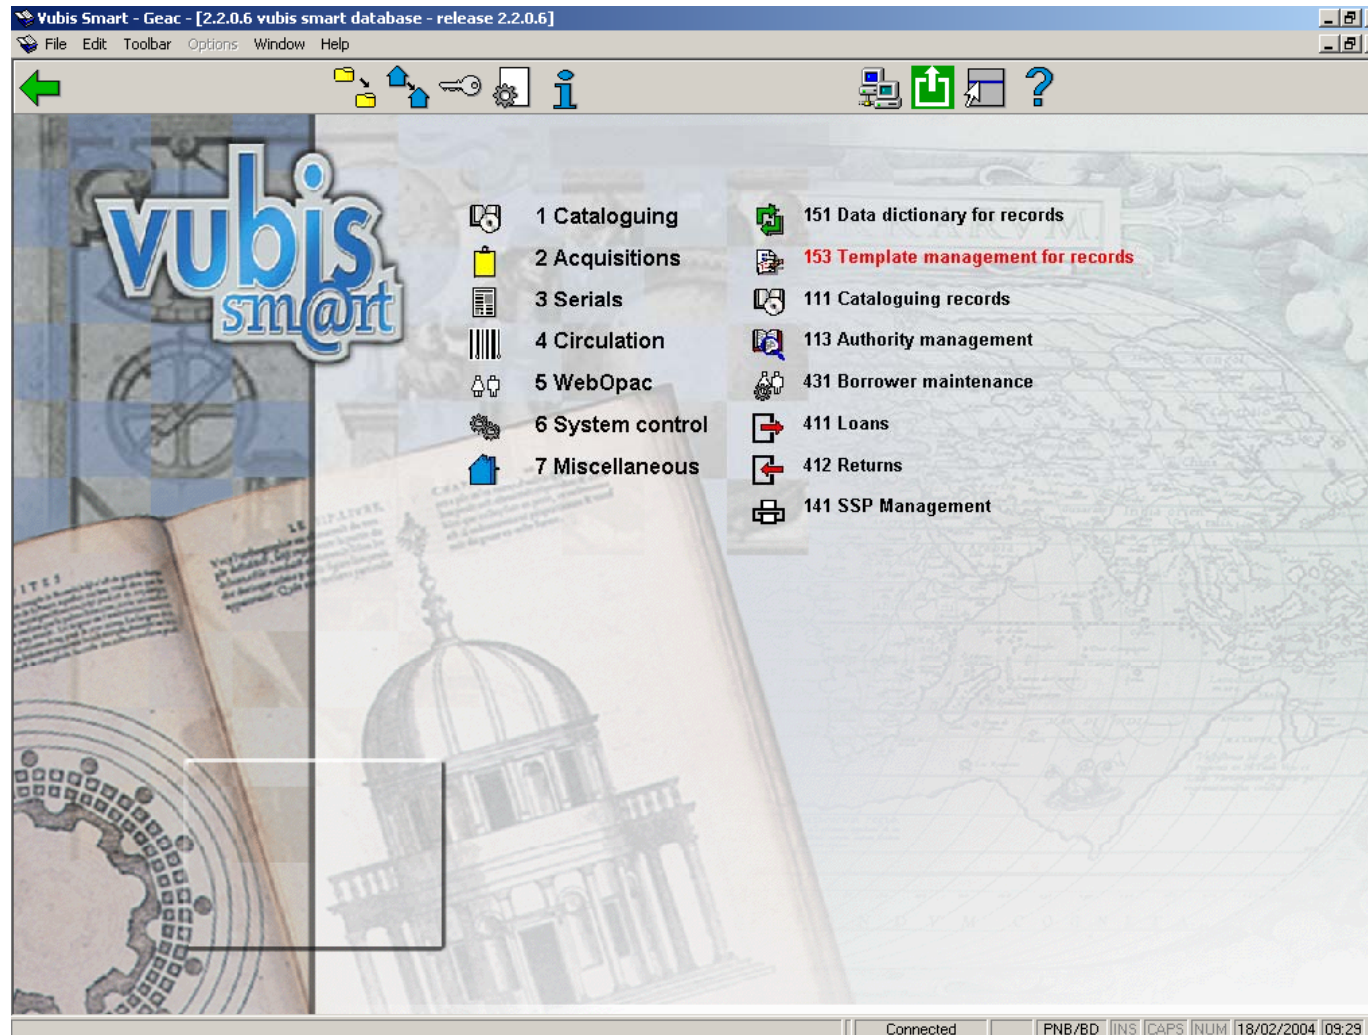 Vubis Smart - Geac - [2.2.0.6 vubis smart database - release 2.2.0.6]
File Edit Toolbar Options Window Help
vubis
sm@rt
1 Cataloguing
2 Acquisitions
3 Serials
4 Circulation
5 WebOpac
6 System control
7 Miscellaneous
151 Data dictionary for records
153 Template management for records
111 Cataloguing records
113 Authority management
431 Borrower maintenance
411 Loans
412 Returns
141 SSP Management
Connected PNB/BD INS CAPS NUM 18/02/2004 09:29